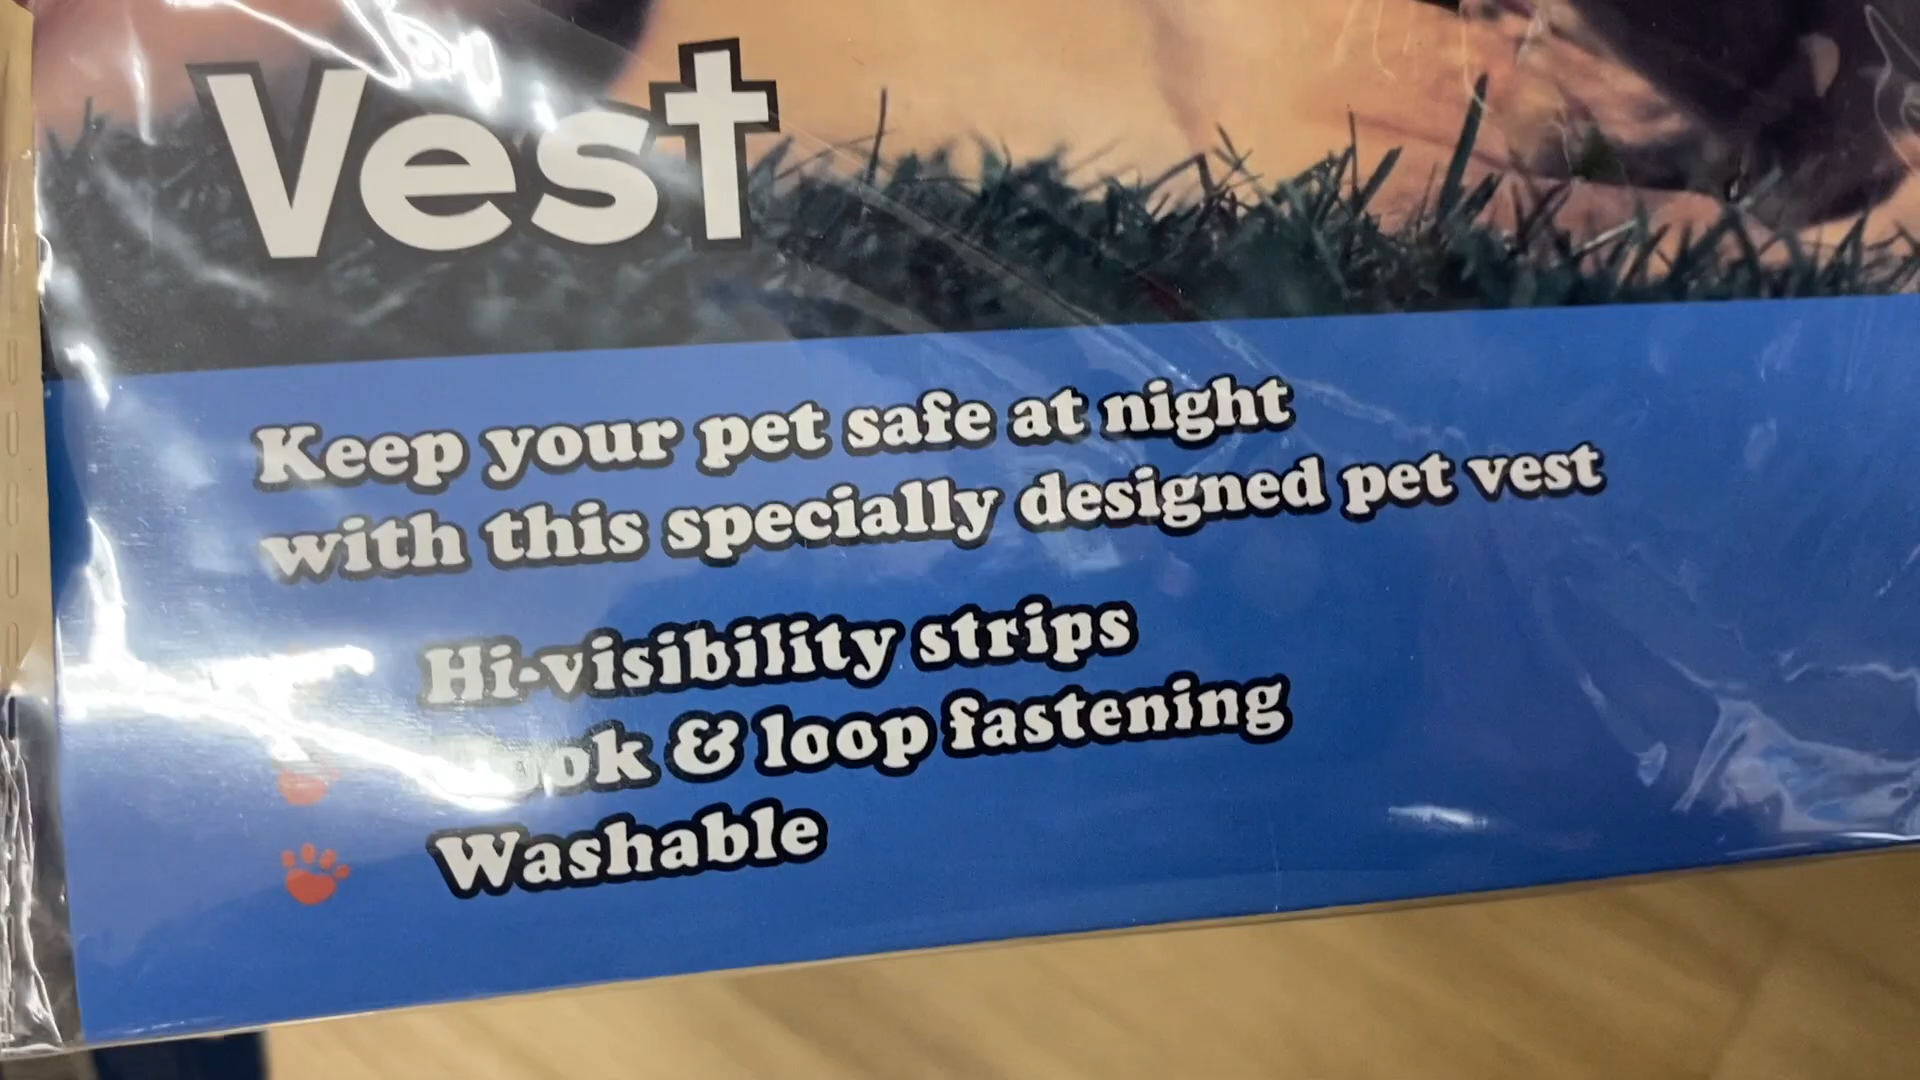 Vest
Keep your pet safe at night
with this specially designed pet vest
Hi-visibility strips
& loop fastening
Washable